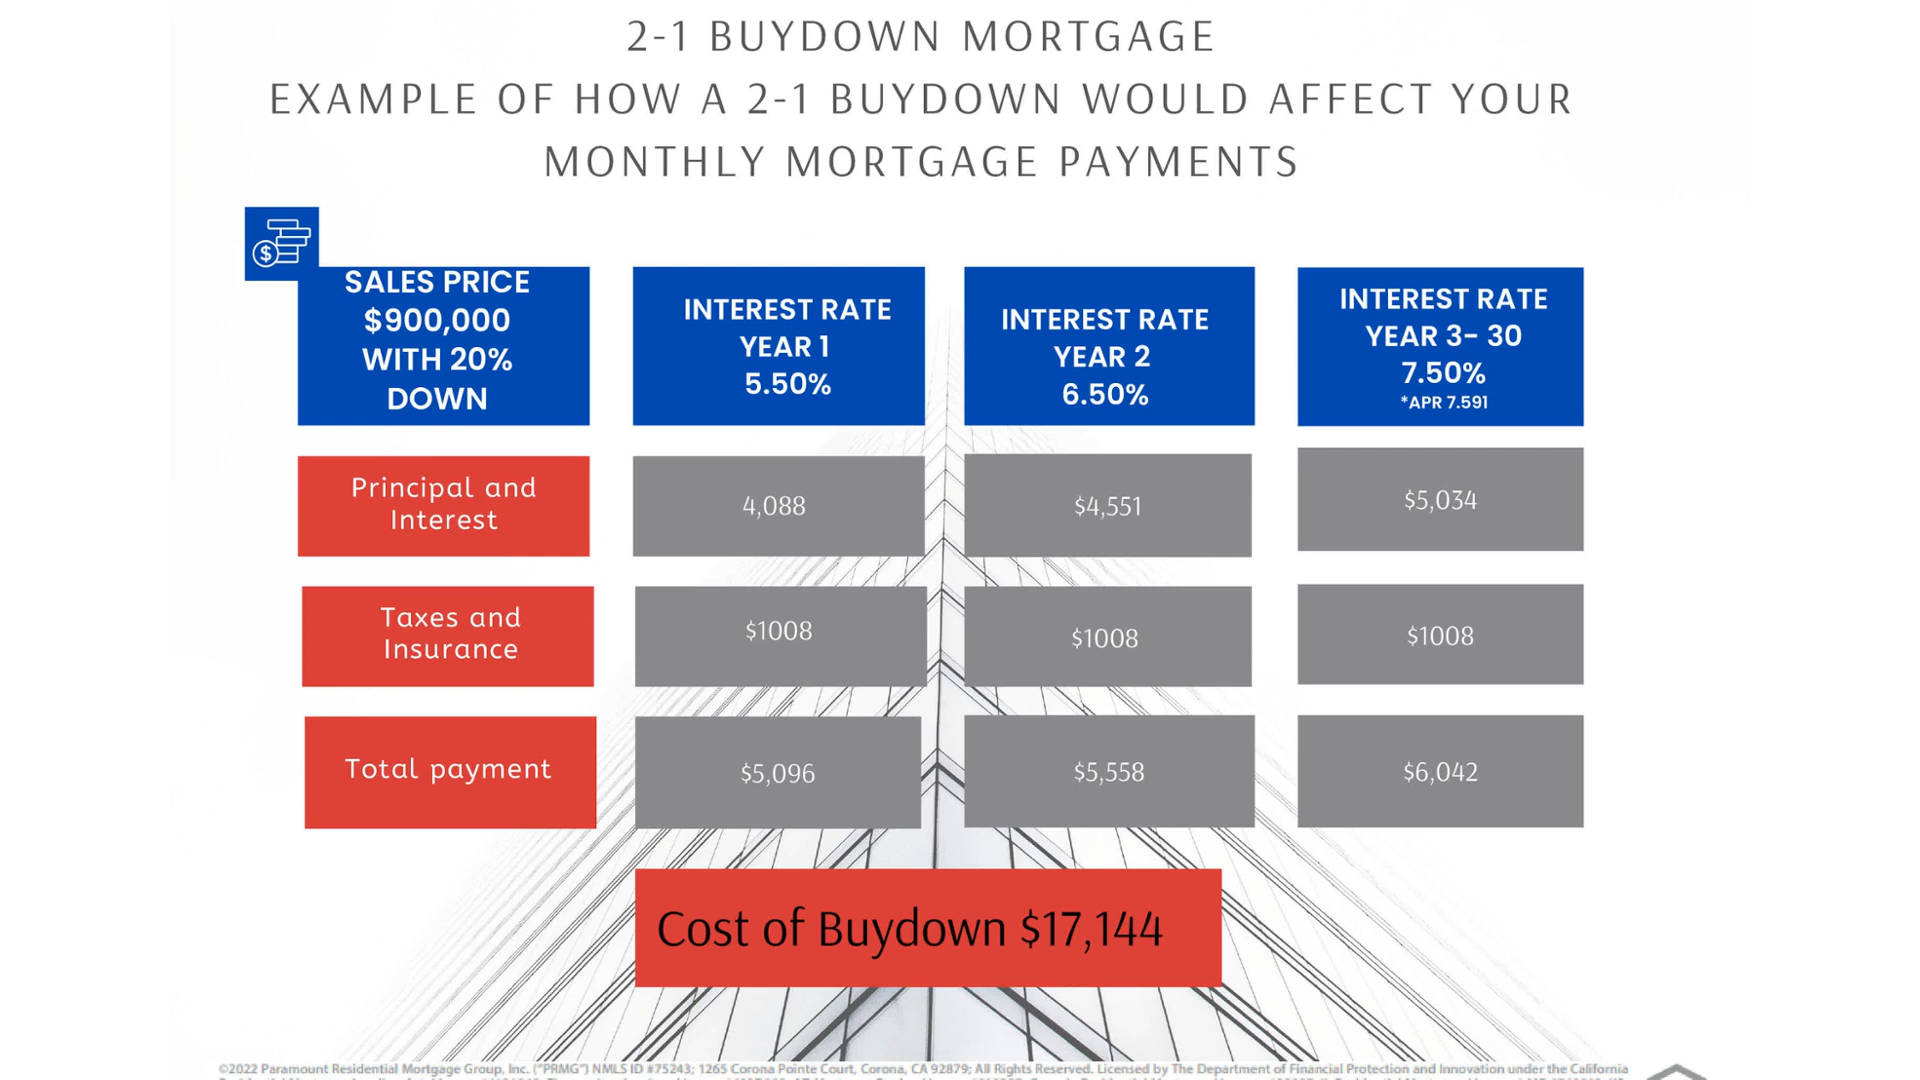 2-1 BUYDOWN MORTGAGE
EXAMPLE OF HOW A 2-1 BUYDOWN WOULD AFFECT YOUR
MONTHLY MORTGAGE PAYMENTS
$
SALES PRICE
$900,000
WITH 20%
DOWN
INTEREST RATE
YEAR 1
5.50%
INTEREST RATE
YEAR 2
6.50%
INTEREST RATE
YEAR 3- 30
7.50%
*APR 7.591
Principal and
Interest
4,088
$4,551
$5,034
Taxes and
Insurance
$1008
$1008
$1008
Total payment
$5,096
$5,558
$6,042
Cost of Buydown $17,144
©2022 Paramount Residential Mortgage Group, Inc. ("PRMG") NMLS ID #75243; 1265 Corona Pointe Court, Corona, CA 92879; All Rights Reserved. Licensed by The Department of Financial Protection and Innovation under the California